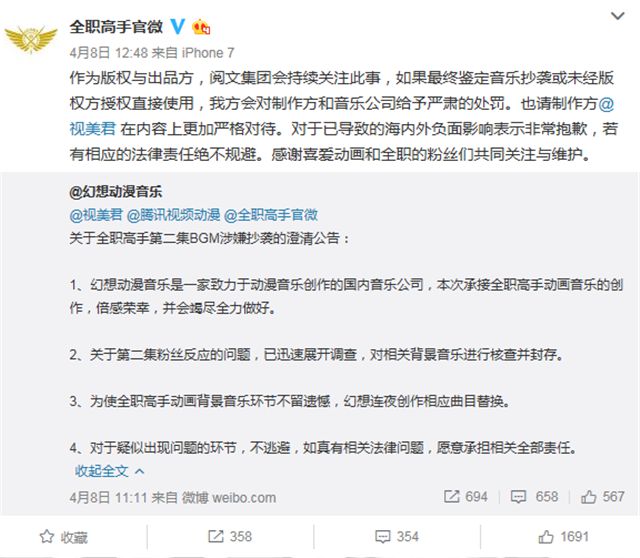 全职高手官微
4月8日 12:48 来自 iPhone 7
作为版权与出品方，阅文集团会持续关注此事，如果最终鉴定音乐抄袭或未经版
权方授权直接使用，我方会对制作方和音乐公司给予严肃的处罚。也请制作方@
视美君 在内容上更加严格对待。对于已导致的海内外负面影响表示非常抱歉，若
有相应的法律责任绝不规避。感谢喜爱动画和全职的粉丝们共同关注与维护。
@幻想动漫音乐
@视美君 @腾讯视频动漫 @全职高手官微
关于全职高手第二集BGM涉嫌抄袭的澄清公告：
1、幻想动漫音乐是一家致力于动漫音乐创作的国内音乐公司，本次承接全职高手动画音乐的创
作，倍感荣幸，并会竭尽全力做好。
2、关于第二集粉丝反应的问题，已迅速展开调查，对相关背景音乐进行核查并封存。
3、为使全职高手动画背景音乐环节不留遗憾，幻想连夜创作相应曲目替换。
4、对于疑似出现问题的环节，不逃避，如真有相关法律问题，愿意承担相关全部责任。
收起全文
4月8日 11:11 来自 微博 weibo.com 694 658 567
收藏 358 354 1691